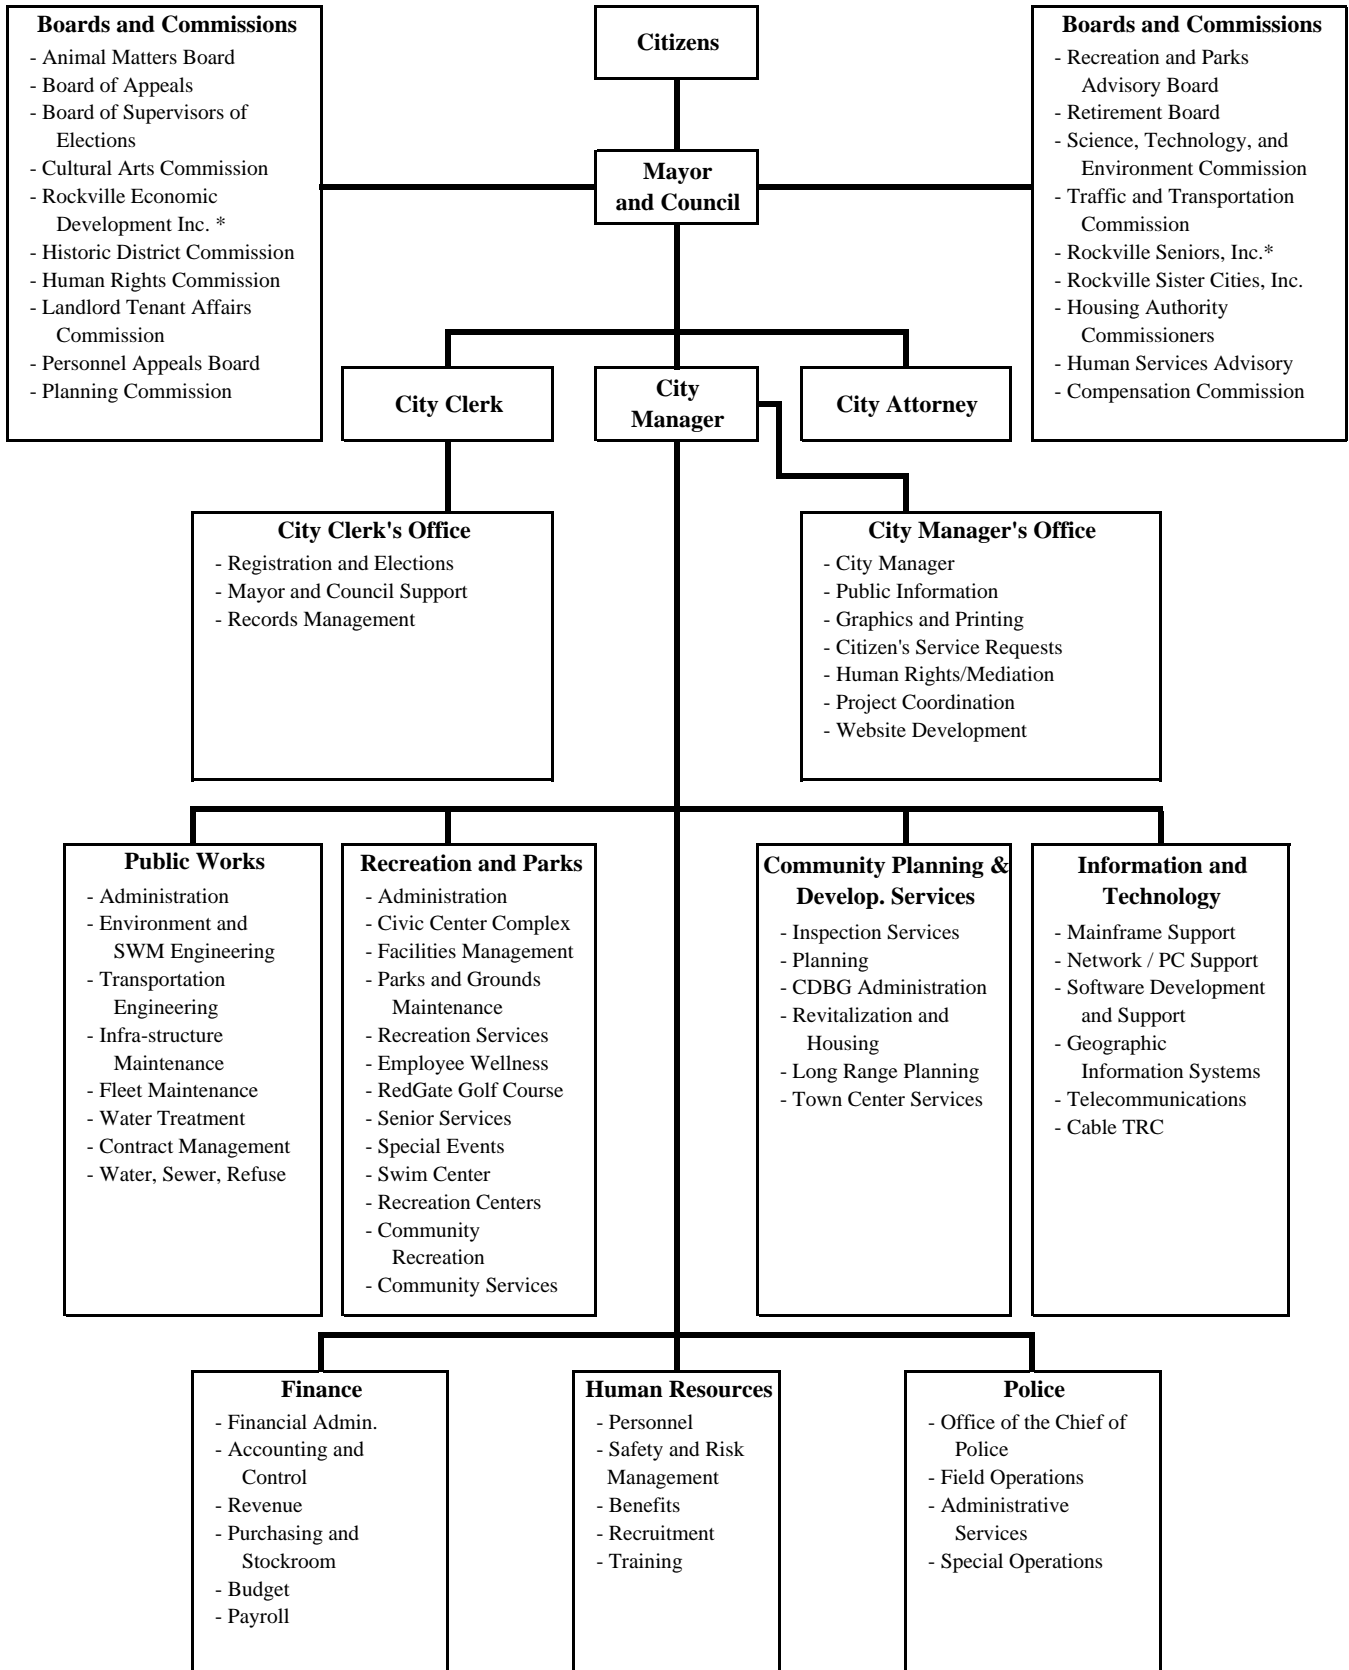 Boards and Commissions
- Animal Matters Board
- Board of Appeals
- Board of Supervisors of
Elections
- Cultural Arts Commission
- Rockville Economic
Development Inc. *
- Historic District Commission
- Human Rights Commission
- Landlord Tenant Affairs
Commission
- Personnel Appeals Board
- Planning Commission
Citizens
Mayor
and Council
Boards and Commissions
- Recreation and Parks
Advisory Board
- Retirement Board
- Science, Technology, and
Environment Commission
- Traffic and Transportation
Commission
- Rockville Seniors, Inc.*
- Rockville Sister Cities, Inc.
- Housing Authority
Commissioners
- Human Services Advisory
- Compensation Commission
City Clerk
City
Manager
City Attorney
City Clerk's Office
- Registration and Elections
- Mayor and Council Support
- Records Management
City Manager's Office
- City Manager
- Public Information
- Graphics and Printing
- Citizen's Service Requests
- Human Rights/Mediation
- Project Coordination
- Website Development
Public Works
- Administration
- Environment and
SWM Engineering
- Transportation
Engineering
- Infra-structure
Maintenance
- Fleet Maintenance
- Water Treatment
- Contract Management
- Water, Sewer, Refuse
Recreation and Parks
- Administration
- Civic Center Complex
- Facilities Management
- Parks and Grounds
Maintenance
- Recreation Services
- Employee Wellness
- RedGate Golf Course
- Senior Services
- Special Events
- Swim Center
- Recreation Centers
- Community
Recreation
- Community Services
Community Planning &
Develop. Services
- Inspection Services
- Planning
- CDBG Administration
- Revitalization and
Housing
- Long Range Planning
- Town Center Services
Information and
Technology
- Mainframe Support
- Network / PC Support
- Software Development
and Support
- Geographic
Information Systems
- Telecommunications
- Cable TRC
Finance
- Financial Admin.
- Accounting and
Control
- Revenue
- Purchasing and
Stockroom
- Budget
- Payroll
Human Resources
- Personnel
- Safety and Risk
Management
- Benefits
- Recruitment
- Training
Police
- Office of the Chief of
Police
- Field Operations
- Administrative
Services
- Special Operations